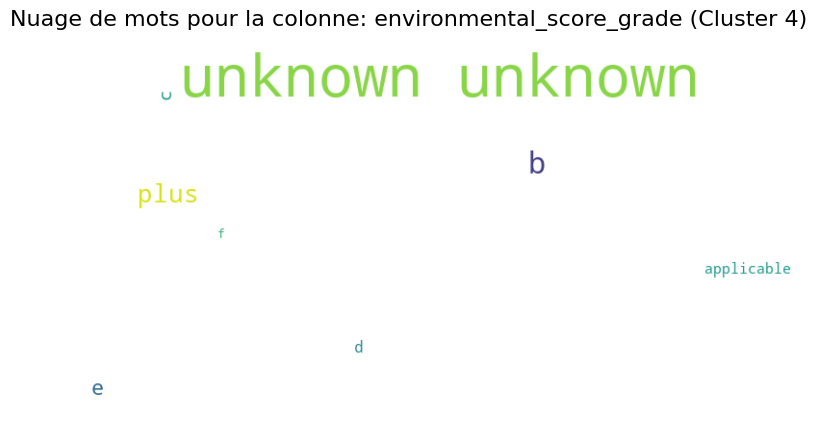 Nuage de mots pour la colonne: environmental_score_grade (Cluster 4)
c unknown unknown
b
plus
f
applicable
d
e